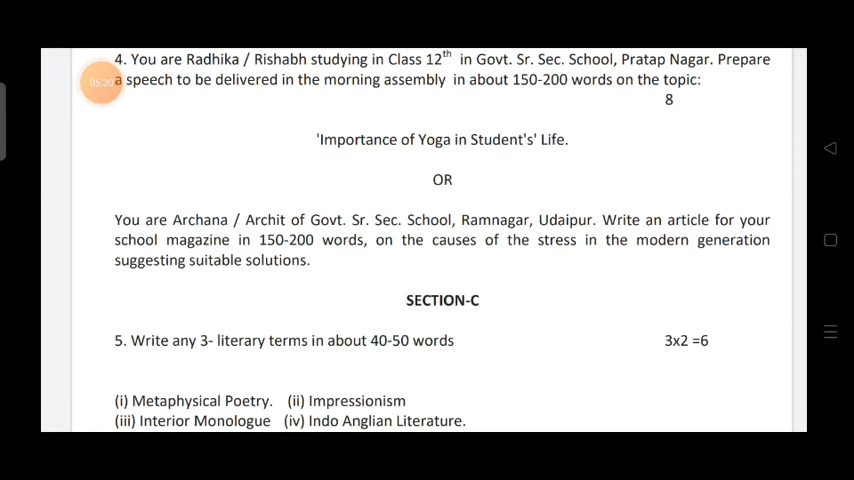 4. You are Radhika / Rishabh studying in Class 12th in Govt. Sr. Sec. School, Pratap Nagar. Prepare
05:30 a speech to be delivered in the morning assembly in about 150-200 words on the topic:
8
'Importance of Yoga in Student's' Life.
OR
You are Archana / Archit of Govt. Sr. Sec. School, Ramnagar, Udaipur. Write an article for your
school magazine in 150-200 words, on the causes of the stress in the modern generation
suggesting suitable solutions.
SECTION-C
5. Write any 3- literary terms in about 40-50 words 3x2 =6
(i) Metaphysical Poetry. (ii) Impressionism
(iii) Interior Monologue (iv) Indo Anglian Literature.